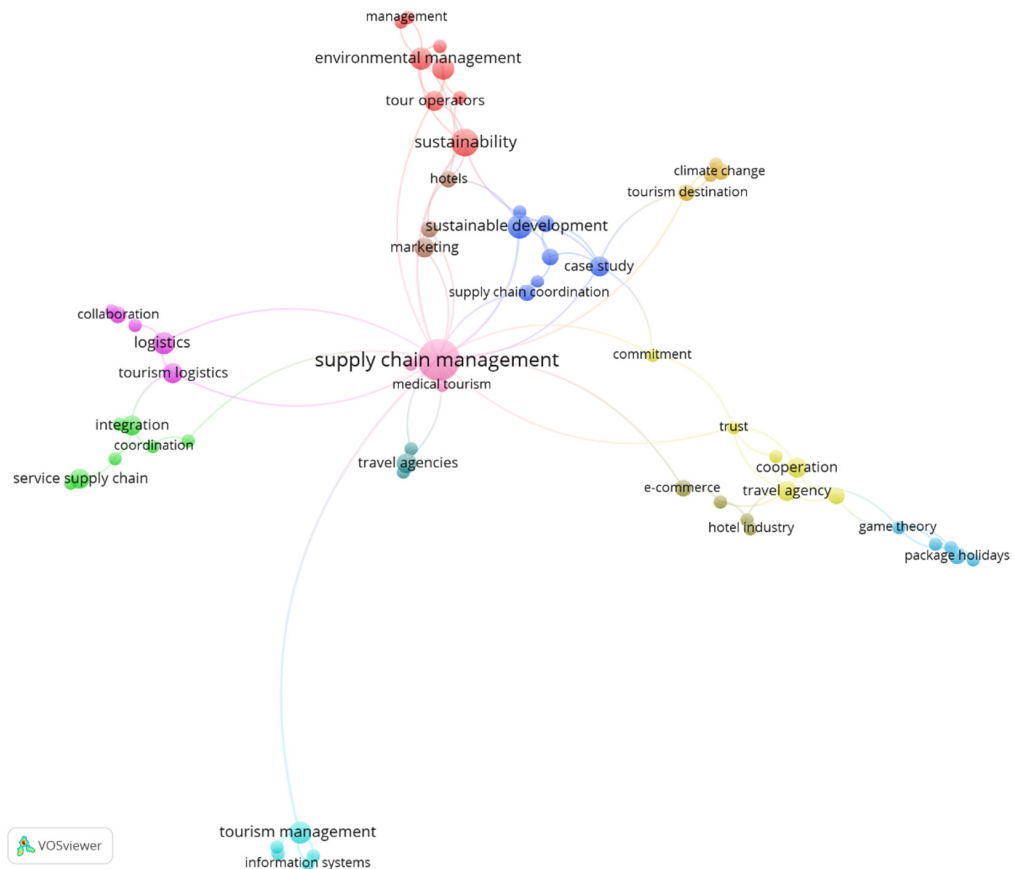 management
environmental management
tour operators
sustainability
climate change
hotels
tourism destination
sustainable development
marketing
case study
supply chain coordination
collaboration
logistics
commitment
supply chain management
tourism logistics
medical tourism
integration
trust
coordination
travel agencies
cooperation
service supply chain
e-commerce
travel agency
hotel industry
game theory
package holidays
tourism management
VOSviewer
information systems